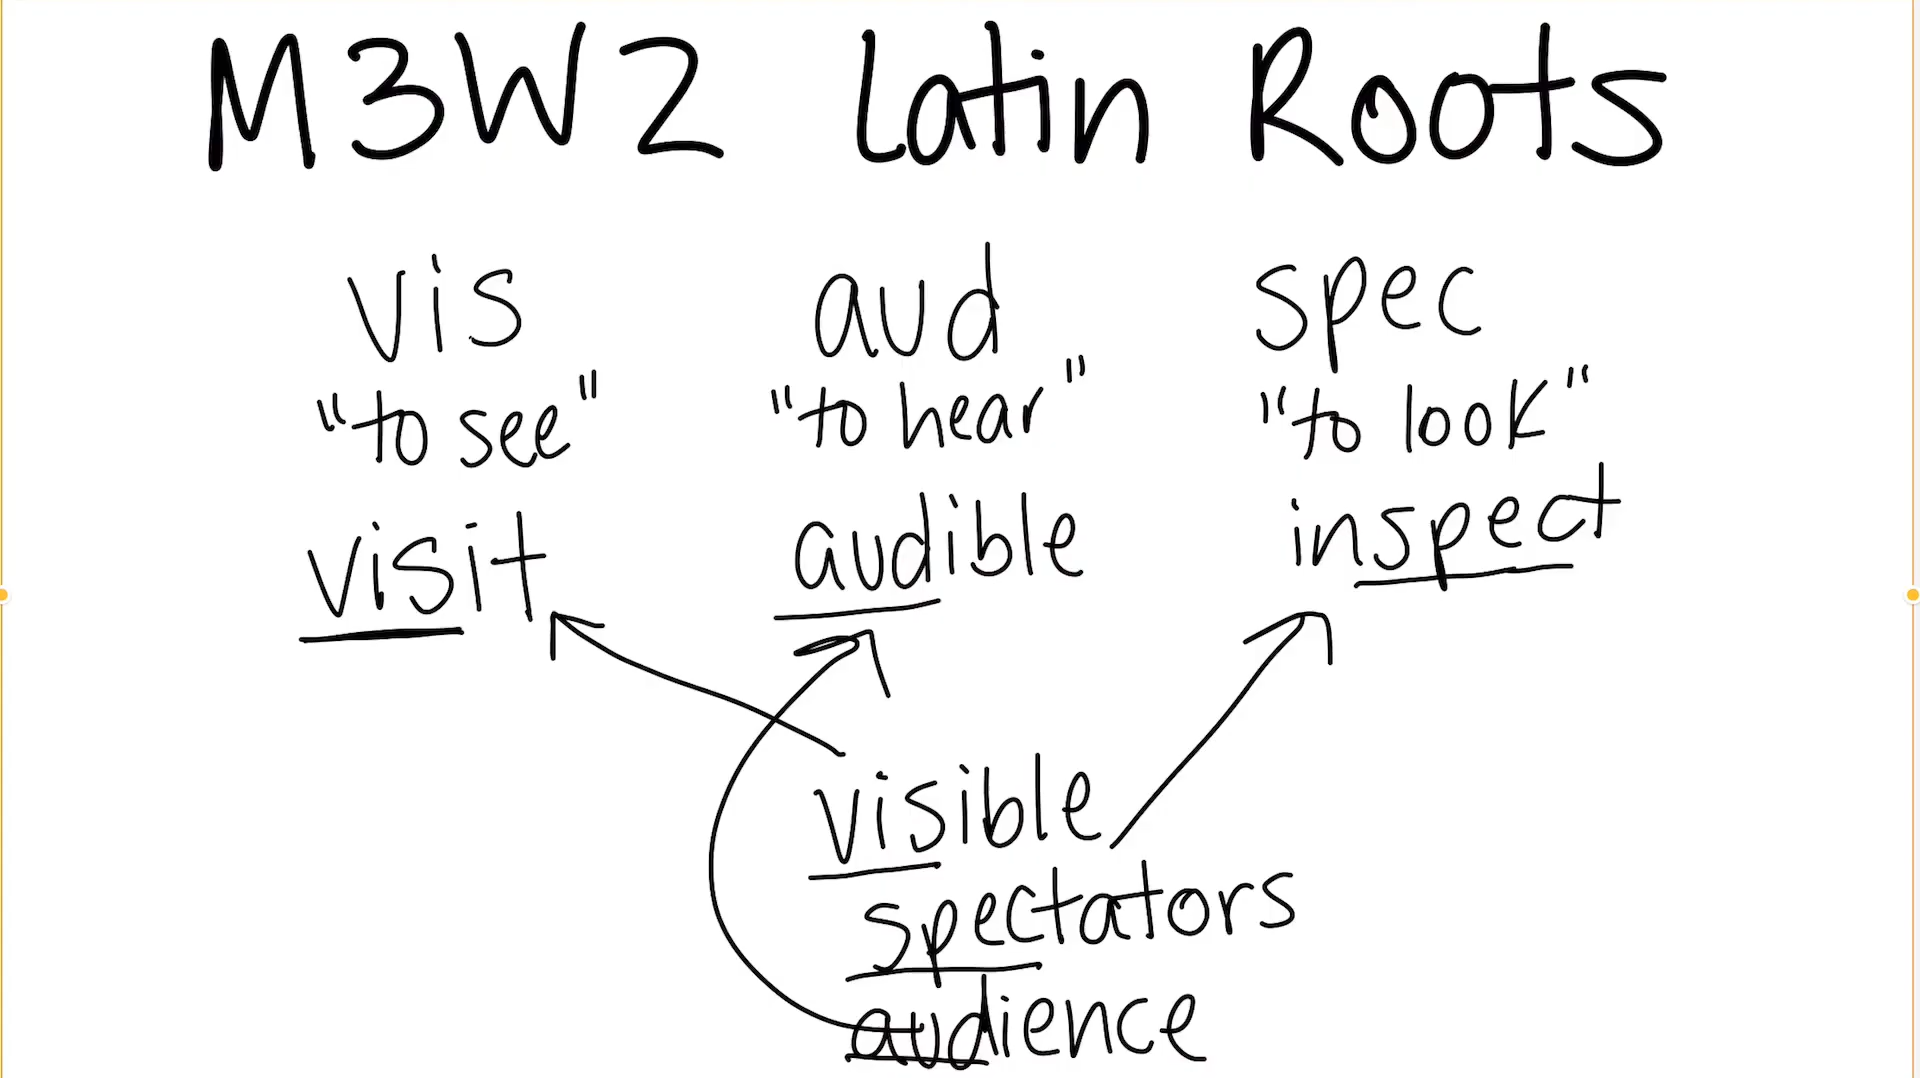 M3W2 Latin Roots
vis aud spec
"to see" "to hear" "to look"
visit audible inspect
visible
spectators
audience